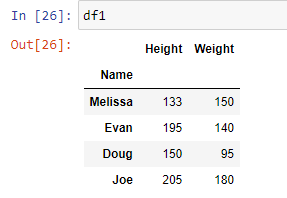 In [26]: df1
Out[26]:
Height Weight
Name
Melissa 133 150
Evan 195 140
Doug 150 95
Joe 205 180